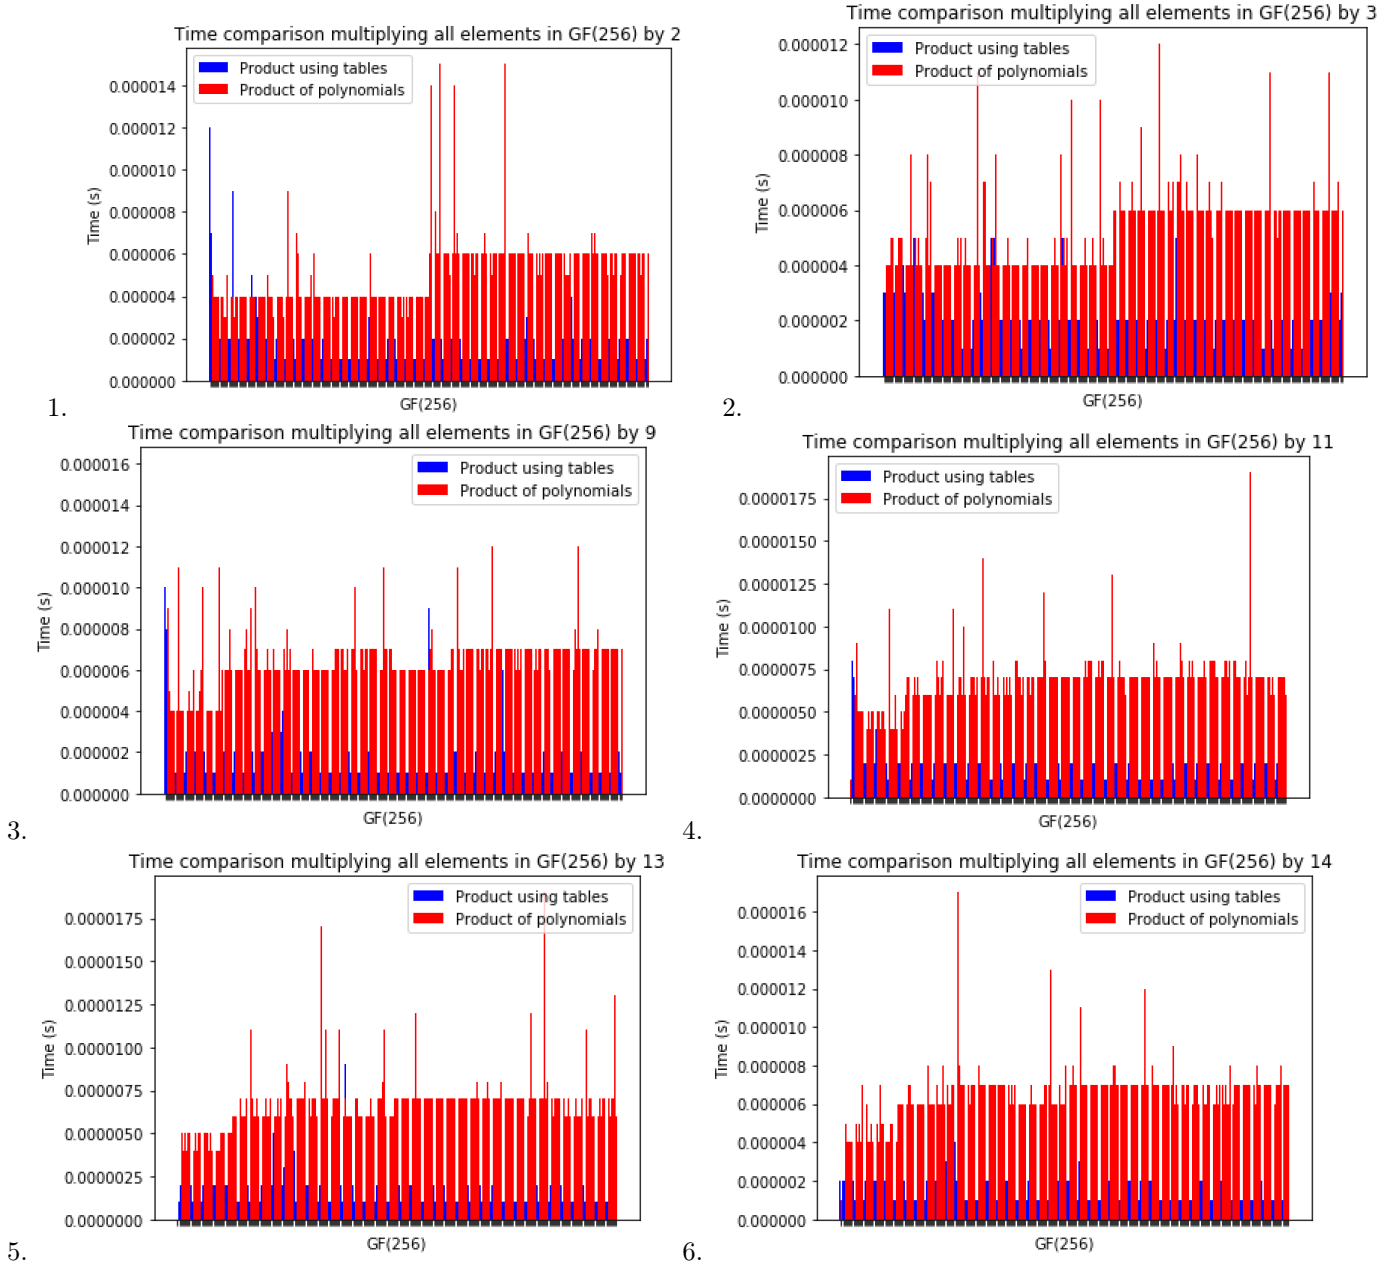 Time comparison multiplying all elements in GF(256) by 2
Product using tables
Product of polynomials
0.000014
0.000012
0.000010
0.000008
0.000006
0.000004
0.000002
0.000000
Time (s)
GF(256)
1.
Time comparison multiplying all elements in GF(256) by 3
Product using tables
Product of polynomials
0.000012
0.000010
0.000008
0.000006
0.000004
0.000002
0.000000
Time (s)
GF(256)
2.
Time comparison multiplying all elements in GF(256) by 9
Product using tables
Product of polynomials
0.000016
0.000014
0.000012
0.000010
0.000008
0.000006
0.000004
0.000002
0.000000
Time (s)
GF(256)
3.
Time comparison multiplying all elements in GF(256) by 11
Product using tables
Product of polynomials
0.0000175
0.0000150
0.0000125
0.0000100
0.0000075
0.0000050
0.0000025
0.0000000
Time (s)
GF(256)
4.
Time comparison multiplying all elements in GF(256) by 13
Product using tables
Product of polynomials
0.0000175
0.0000150
0.0000125
0.0000100
0.0000075
0.0000050
0.0000025
0.0000000
Time (s)
GF(256)
5.
Time comparison multiplying all elements in GF(256) by 14
Product using tables
Product of polynomials
0.000016
0.000014
0.000012
0.000010
0.000008
0.000006
0.000004
0.000002
0.000000
Time (s)
GF(256)
6.